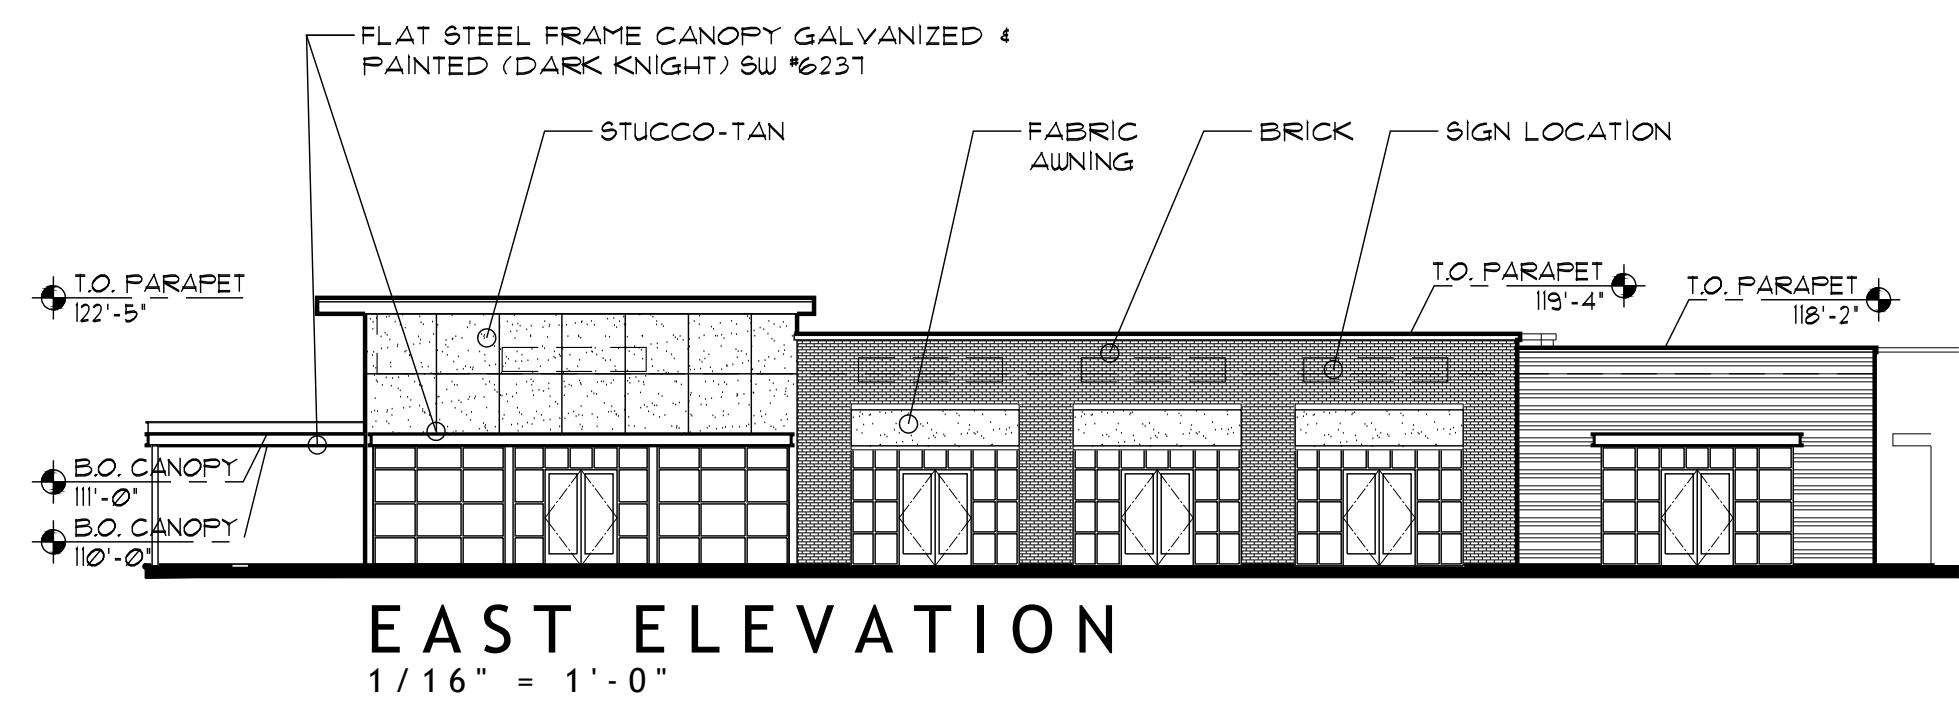 FLAT STEEL FRAME CANOPY GALVANIZED &
PAINTED (DARK KNIGHT) SW #6237
STUCCO-TAN
FABRIC
AWNING
BRICK
SIGN LOCATION
T.O. PARAPET
122'-5"
T.O. PARAPET
119'-4"
T.O. PARAPET
118'-2"
B.O. CANOPY
111'-0"
B.O. CANOPY
110'-0"
EAST ELEVATION
1/16" = 1'-0"